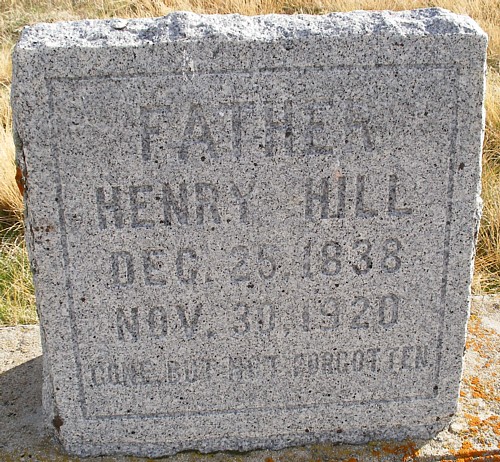 FATHER
HENRY HILL
DEC. 25, 1838
NOV. 30, 1920
GONE, BUT NOT FORGOTTEN